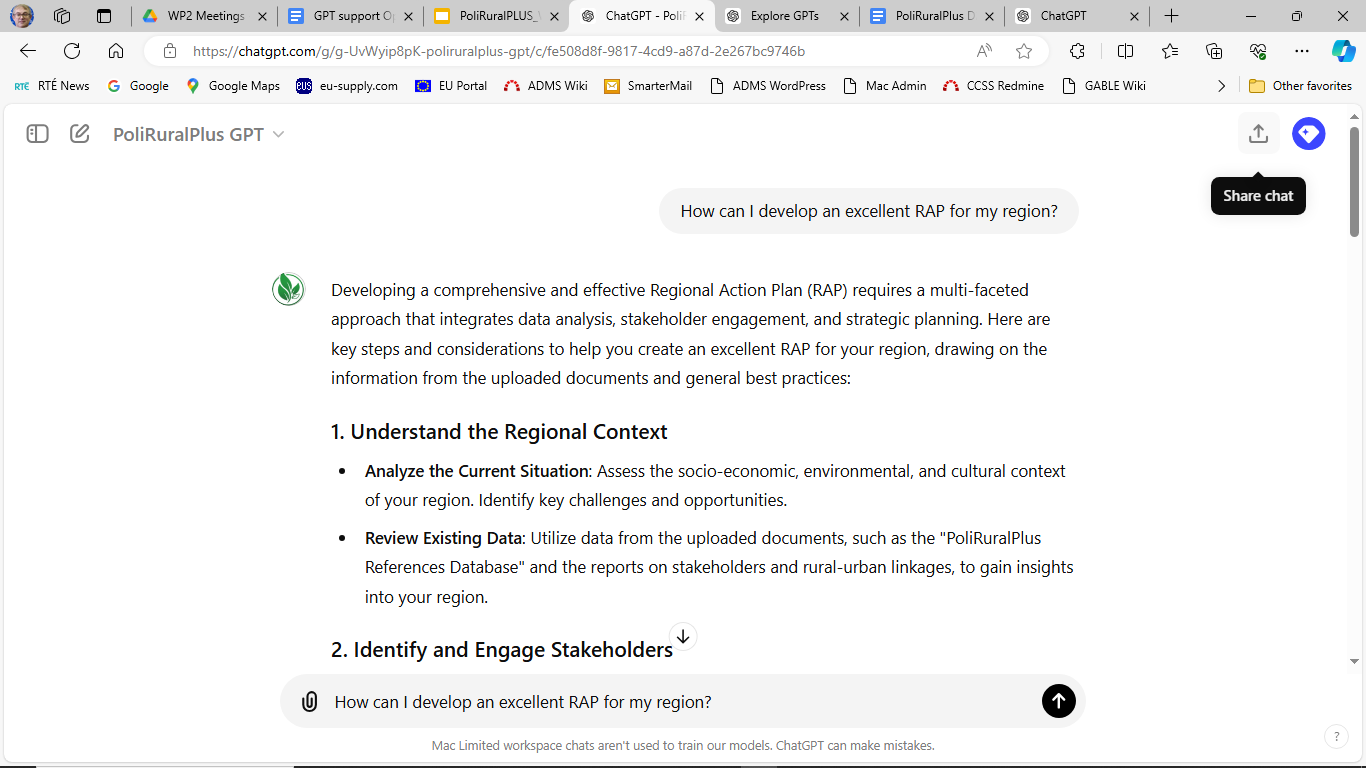 WP2 Meetings
GPT support Op
PoliRuralPLUS_
ChatGPT - PoliR
Explore GPTs
PoliRuralPlus D
ChatGPT
https://chatgpt.com/g/g-UvWyip8pK-poliruralplus-gpt/c/fe508d8f-9817-4cd9-a87d-2e267bc9746b
RTÉ RTÉ News
Google
Google Maps
eus eu-supply.com
EU Portal
ADMS Wiki
SmarterMail
ADMS WordPress
Mac Admin
CCSS Redmine
GABLE Wiki
Other favorites
PoliRuralPlus GPT
Share chat
How can I develop an excellent RAP for my region?
Developing a comprehensive and effective Regional Action Plan (RAP) requires a multi-faceted
approach that integrates data analysis, stakeholder engagement, and strategic planning. Here are
key steps and considerations to help you create an excellent RAP for your region, drawing on the
information from the uploaded documents and general best practices:
1. Understand the Regional Context
• Analyze the Current Situation: Assess the socio-economic, environmental, and cultural context
of your region. Identify key challenges and opportunities.
• Review Existing Data: Utilize data from the uploaded documents, such as the "PoliRuralPlus
References Database" and the reports on stakeholders and rural-urban linkages, to gain insights
into your region.
2. Identify and Engage Stakeholders
How can I develop an excellent RAP for my region?
Mac Limited workspace chats aren't used to train our models. ChatGPT can make mistakes.
?